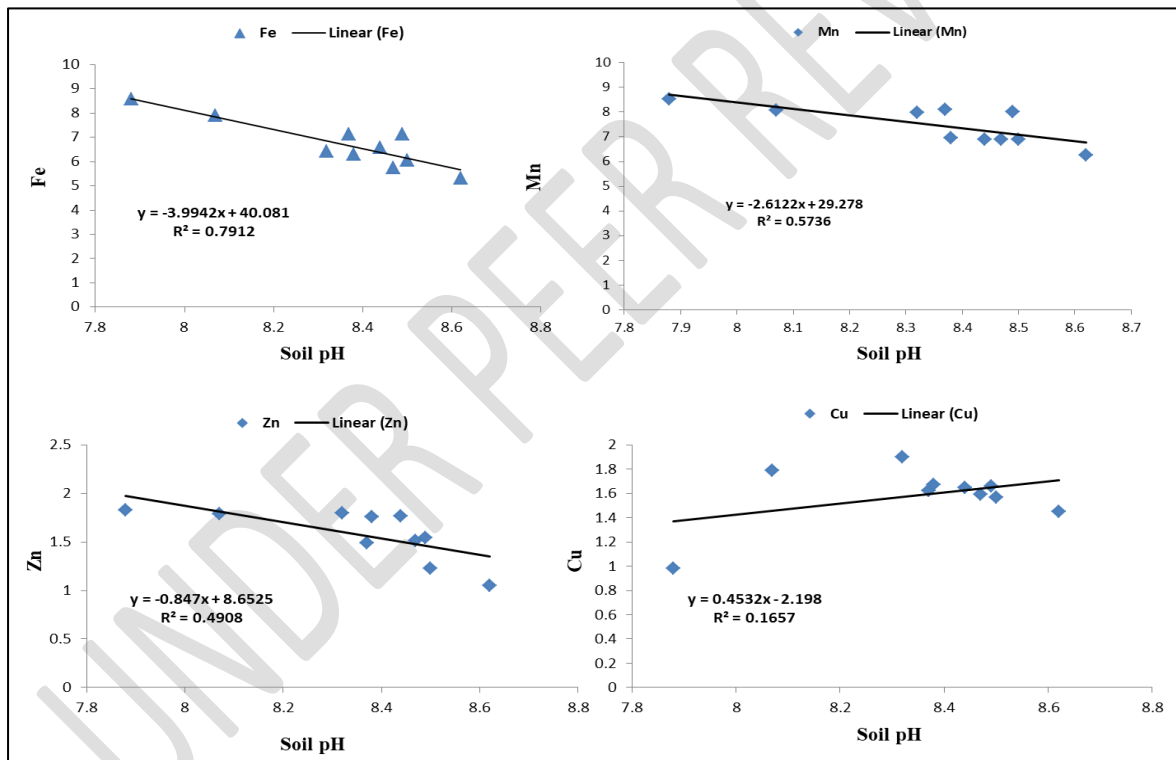 Fe Linear (Fe)
10
9
8
7
6
5
4
3
2
1
0
Fe
y = -3.9942x + 40.081
R² = 0.7912
7.8 8 8.2 8.4 8.6 8.8
Soil pH
Mn Linear (Mn)
10
9
8
7
6
5
4
3
2
1
0
Mn
y = -2.6122x + 29.278
R² = 0.5736
7.8 7.9 8 8.1 8.2 8.3 8.4 8.5 8.6 8.7
Soil pH
Zn Linear (Zn)
2.5
2
1.5
1
0.5
0
Zn
y = -0.847x + 8.6525
R² = 0.4908
7.8 8 8.2 8.4 8.6 8.8
Soil pH
Cu Linear (Cu)
2
1.8
1.6
1.4
1.2
1
0.8
0.6
0.4
0.2
0
Cu
y = 0.4532x - 2.198
R² = 0.1657
7.8 8 8.2 8.4 8.6 8.8
Soil pH
UNDER PEER REV